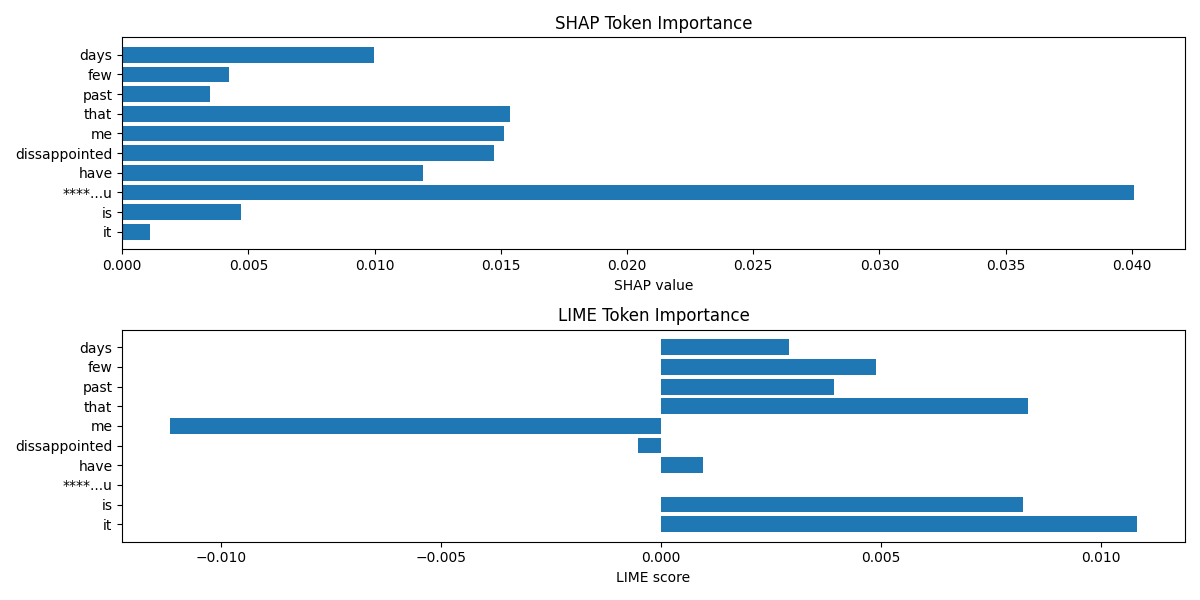 SHAP Token Importance
days
few
past
that
me
dissappointed
have
****...u
is
it
0.000 0.005 0.010 0.015 0.020 0.025 0.030 0.035 0.040
SHAP value
LIME Token Importance
days
few
past
that
me
dissappointed
have
****...u
is
it
−0.010 −0.005 0.000 0.005 0.010
LIME score